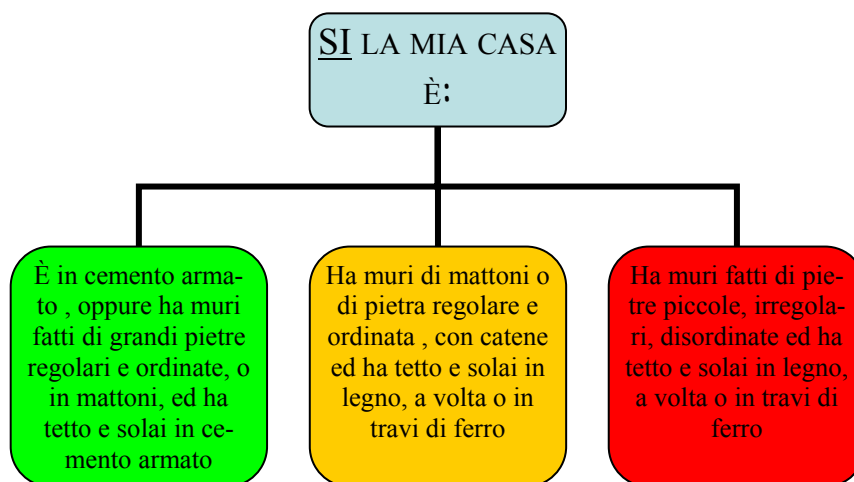 SI LA MIA CASA
È:
È in cemento arma-
to , oppure ha muri
fatti di grandi pietre
regolari e ordinate, o
in mattoni, ed ha
tetto e solai in ce-
mento armato
Ha muri di mattoni o
di pietra regolare e
ordinata , con catene
ed ha tetto e solai in
legno, a volta o in
travi di ferro
Ha muri fatti di pie-
tre piccole, irregola-
ri, disordinate ed ha
tetto e solai in legno,
a volta o in travi di
ferro